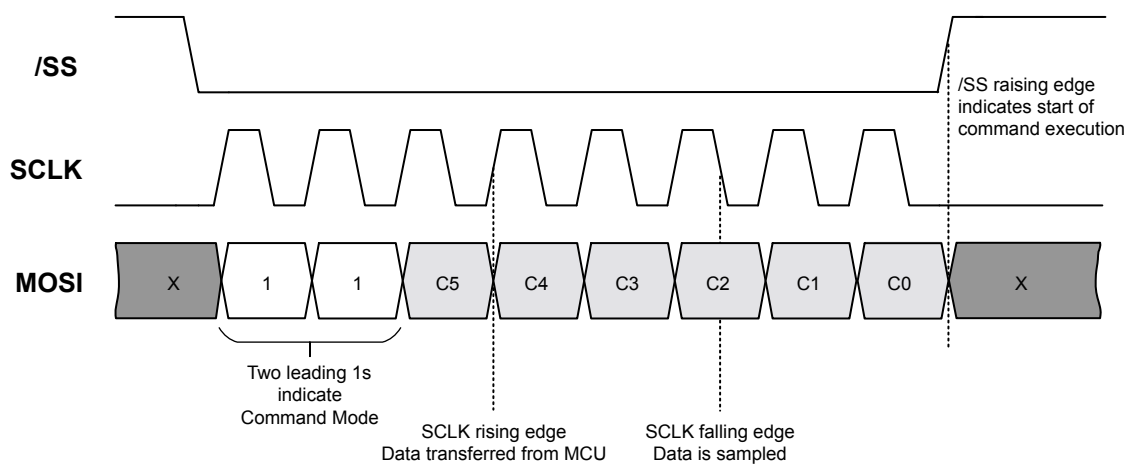 /SS
/SS raising edge
indicates start of
command execution
SCLK
MOSI
X 1 1 C5 C4 C3 C2 C1 C0 X
Two leading 1s
indicate
Command Mode
SCLK rising edge
Data transferred from MCU
SCLK falling edge
Data is sampled